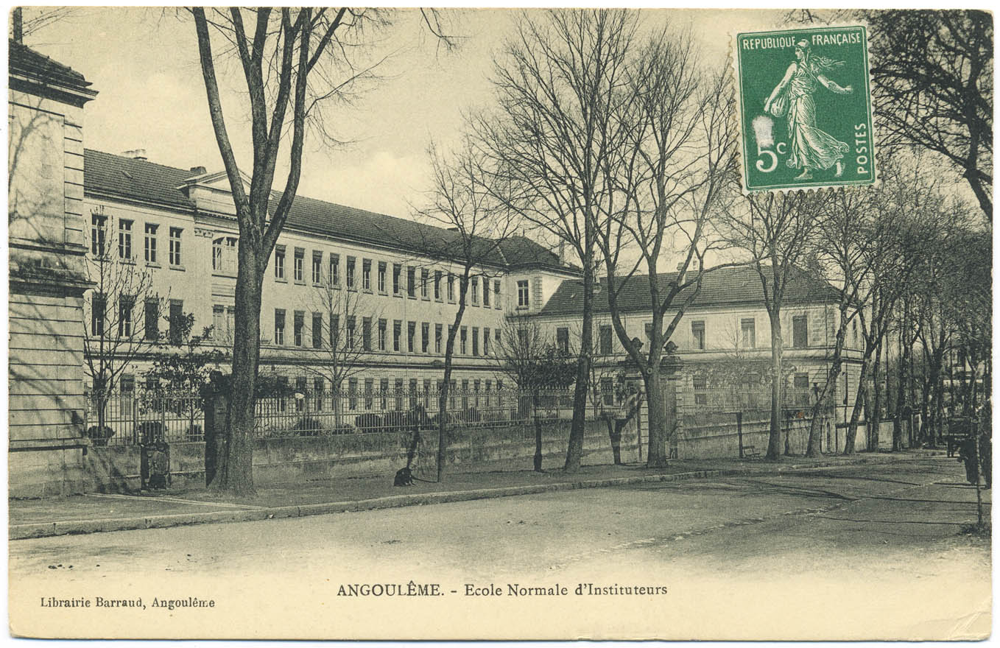 REPUBLIQUE FRANÇAISE
5c
POSTES
ANGOULÊME. - Ecole Normale d'Instituteurs
Librairie Barraud, Angoulême